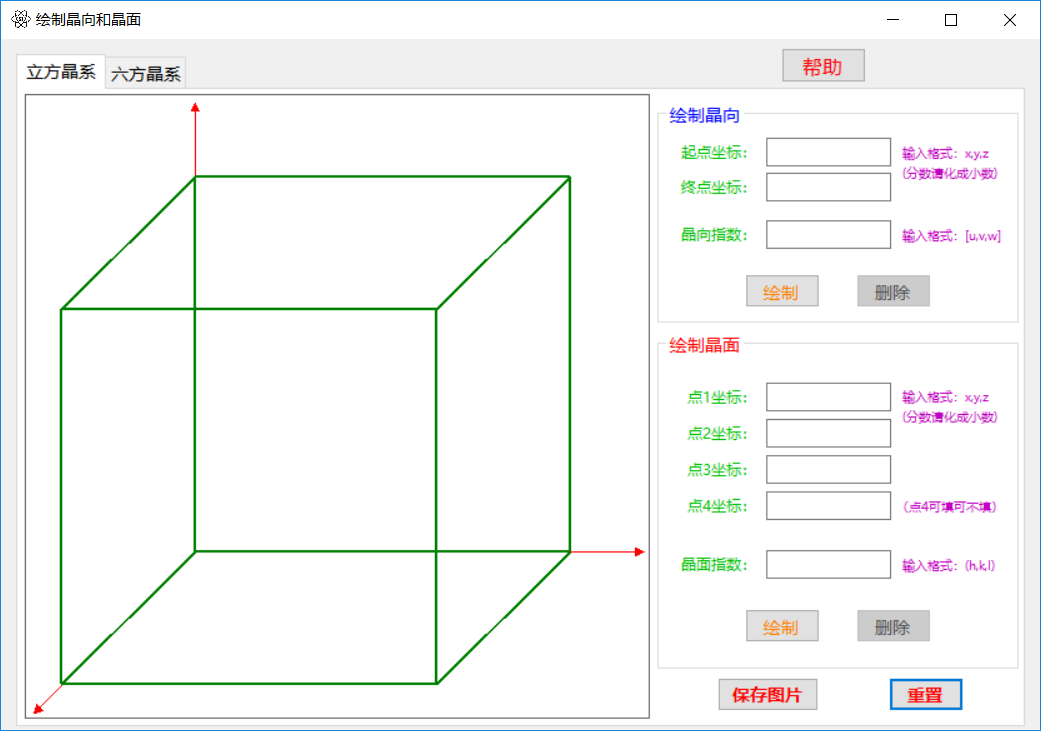 绘制晶向和晶面
帮助
立方晶系 六方晶系
绘制晶向
起点坐标： 输入格式：x,y,z
(分数请化成小数)
终点坐标：
晶向指数： 输入格式：[u,v,w]
绘制 删除
绘制晶面
点1坐标： 输入格式：x,y,z
(分数请化成小数)
点2坐标：
点3坐标：
点4坐标： （点4可填可不填）
晶面指数： 输入格式：(h,k,l)
绘制 删除
保存图片 重置